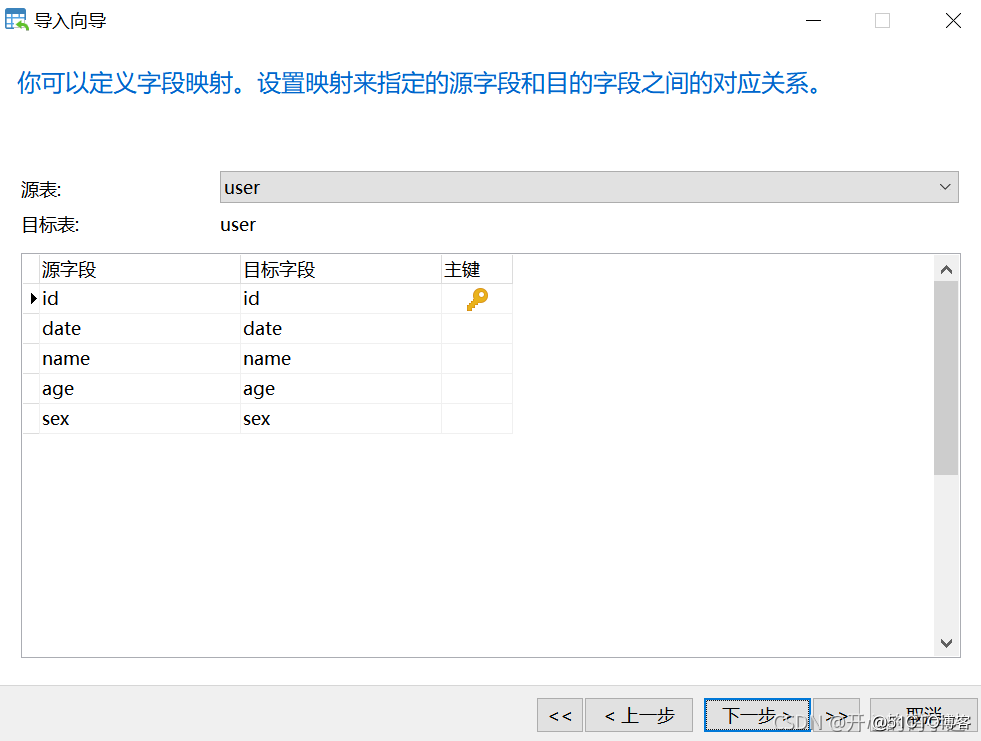 导入向导
你可以定义字段映射。设置映射来指定的源字段和目的字段之间的对应关系。
源表: user
目标表: user
源字段 目标字段 主键
id id
date date
name name
age age
sex sex
<< < 上一步 下一步 > >> 取消
CSDN @开心 @51CTO博客